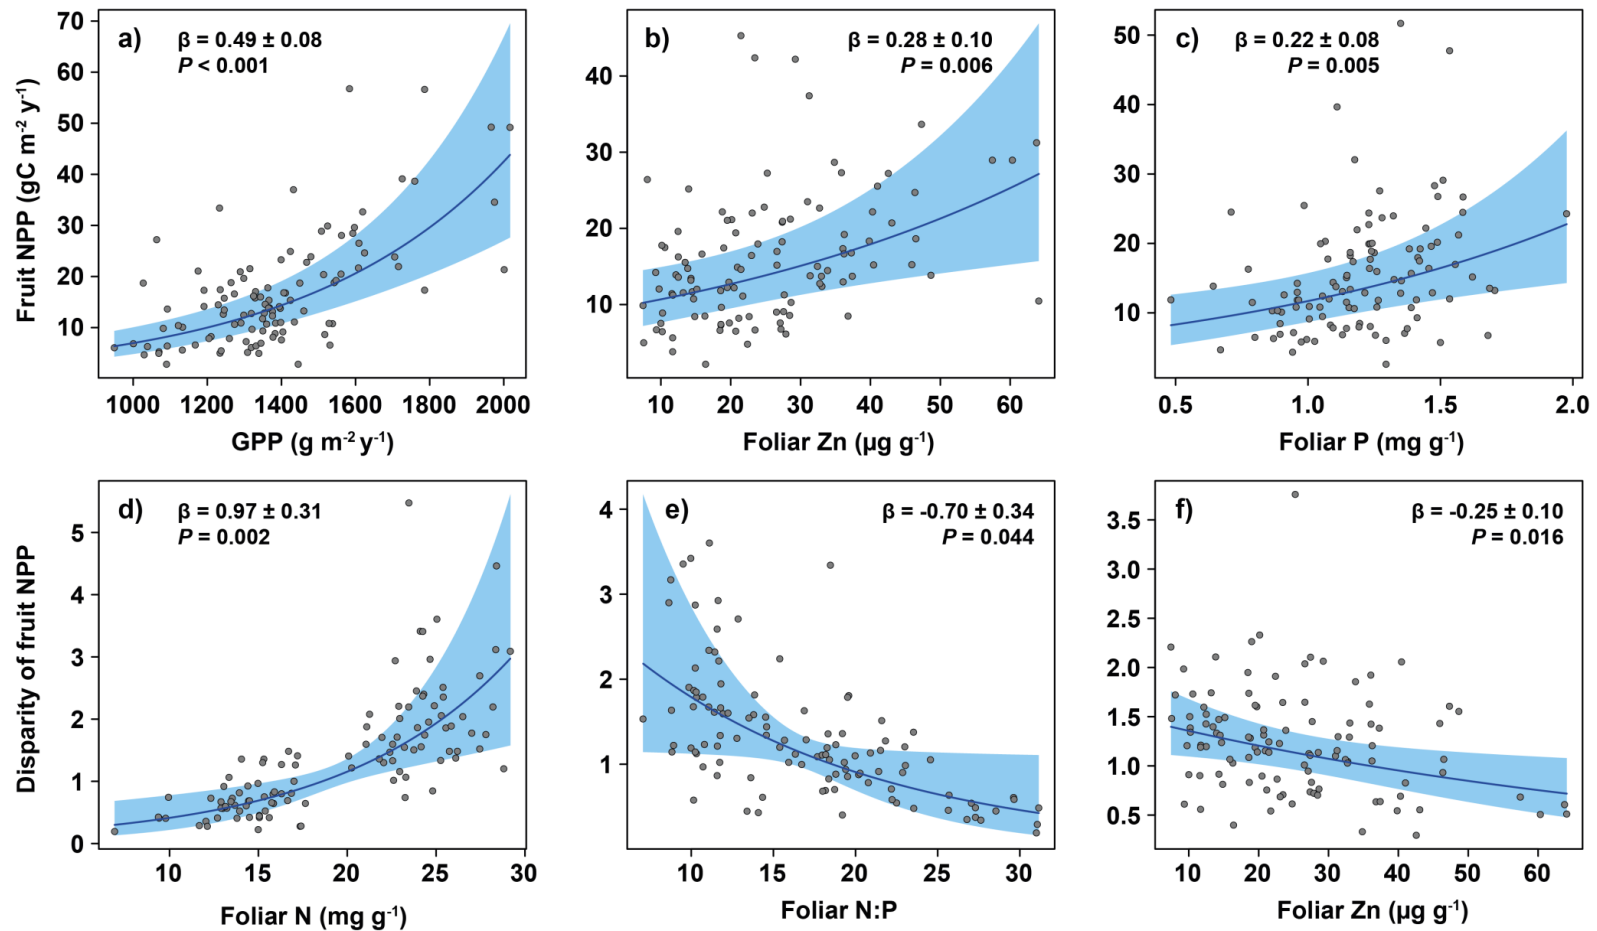 a)
β = 0.49 ± 0.08
P < 0.001
70
60
50
40
30
20
10
Fruit NPP (gC m⁻² y⁻¹)
1000 1200 1400 1600 1800 2000
GPP (g m⁻² y⁻¹)
b)
β = 0.28 ± 0.10
P = 0.006
40
30
20
10
10 20 30 40 50 60
Foliar Zn (μg g⁻¹)
c)
β = 0.22 ± 0.08
P = 0.005
50
40
30
20
10
0.5 1.0 1.5 2.0
Foliar P (mg g⁻¹)
d)
β = 0.97 ± 0.31
P = 0.002
5
4
3
2
1
0
Disparity of fruit NPP
10 15 20 25 30
Foliar N (mg g⁻¹)
e)
β = -0.70 ± 0.34
P = 0.044
4
3
2
1
10 15 20 25 30
Foliar N:P
f)
β = -0.25 ± 0.10
P = 0.016
3.5
3.0
2.5
2.0
1.5
1.0
0.5
10 20 30 40 50 60
Foliar Zn (μg g⁻¹)